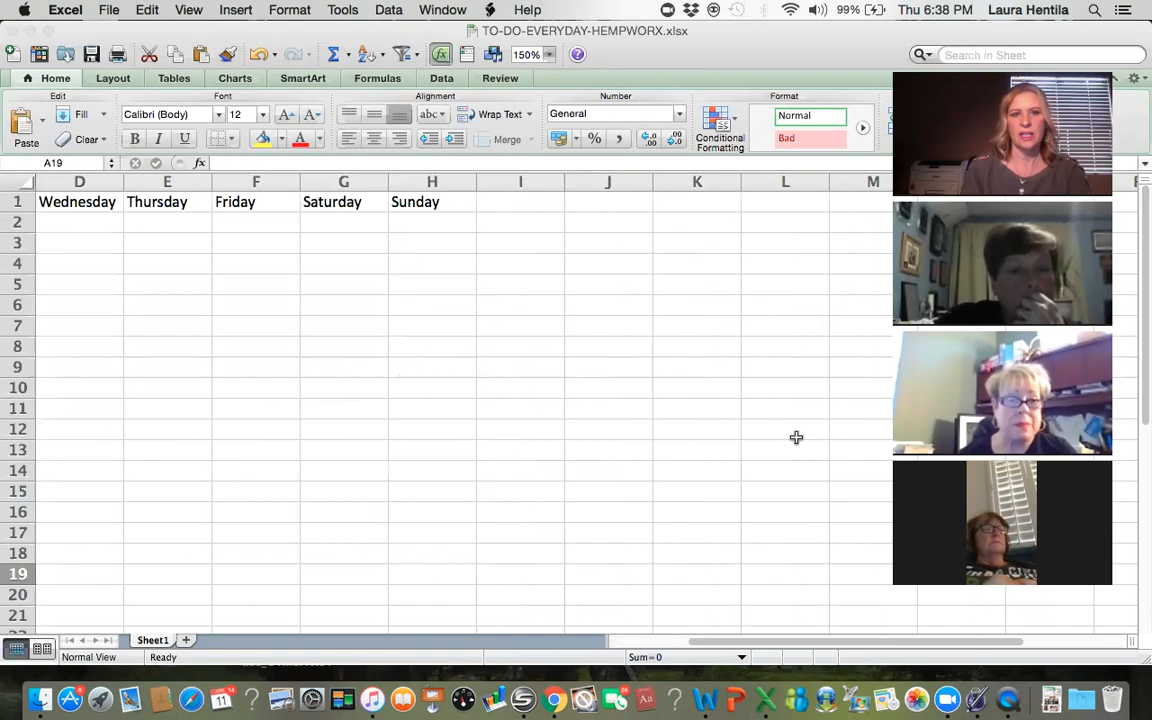 Excel File Edit View Insert Format Tools Data Window Help 99% Thu 6:38 PM Laura Hentila
TO-DO-EVERYDAY-HEMPWORX.xlsx
150% Search in Sheet
Home Layout Tables Charts SmartArt Formulas Data Review
Edit Font Alignment Number Format
Fill Calibri (Body) 12 abc Wrap Text General Normal
Paste Clear B I U A Merge % , Conditional Formatting Bad
A19 fx
D E F G H I J K L M
1 Wednesday Thursday Friday Saturday Sunday
2
3
4
5
6
7
8
9
10
11
12
13
14
15
16
17
18
19
20
21
Sheet1
Normal View Ready Sum=0